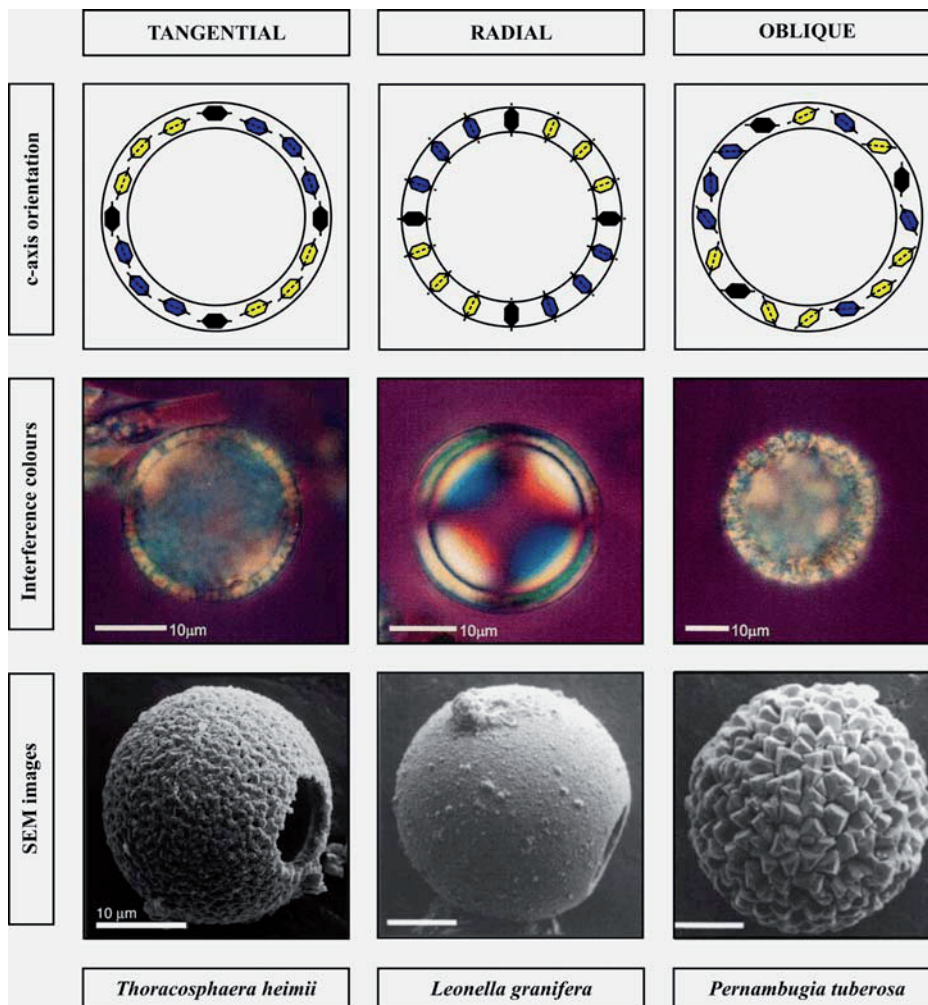 TANGENTIAL
RADIAL
OBLIQUE
c-axis orientation
Interference colours
10μm
10μm
10μm
SEM images
10 μm
Thoracosphaera heimii
Leonella granifera
Pernambugia tuberosa